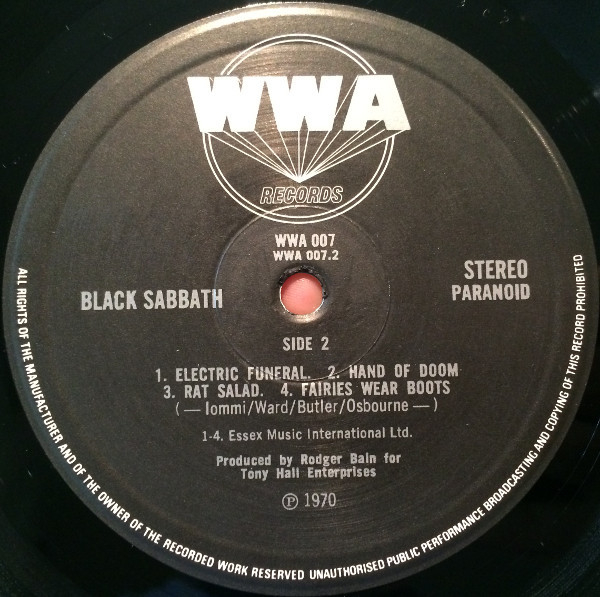 WWA
RECORDS
WWA 007
WWA 007.2
BLACK SABBATH
STEREO
PARANOID
SIDE 2
1. ELECTRIC FUNERAL. 2. HAND OF DOOM
3. RAT SALAD. 4. FAIRIES WEAR BOOTS
(— Iommi/Ward/Butler/Osbourne —)
1-4. Essex Music International Ltd.
Produced by Rodger Bain for
Tony Hall Enterprises
Ⓟ 1970
ALL RIGHTS OF THE MANUFACTURER AND OF THE OWNER OF THE RECORDED WORK RESERVED UNAUTHORISED PUBLIC PERFORMANCE BROADCASTING AND COPYING OF THIS RECORD PROHIBITED